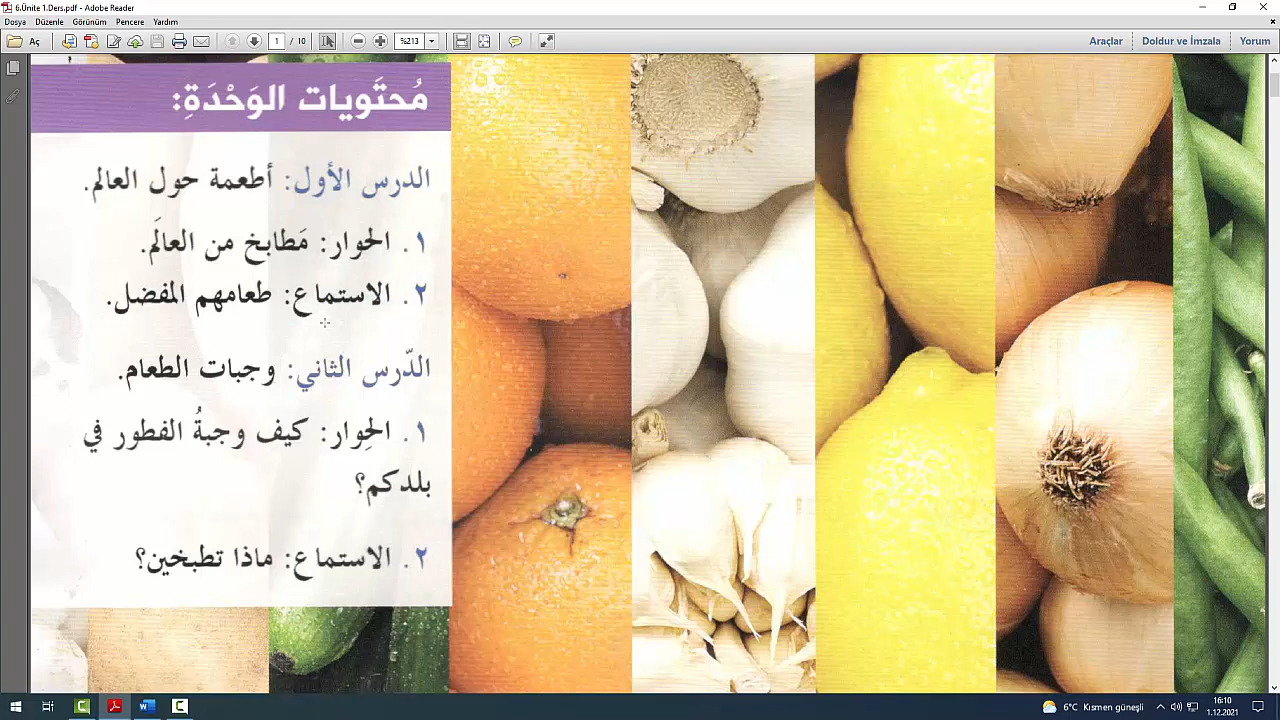 6.Ünite 1.Ders.pdf - Adobe Reader
Dosya Düzenle Görünüm Pencere Yardım
Aç 1 / 10 %213 Araçlar Doldur ve İmzala Yorum
مُحتَويات الوَحْدَةِ:
الدرس الأول: أطعمة حول العالم.
١. الحوار: مَطابخ من العالَم.
٢. الاستماع: طعامهم المفضل.
الدّرس الثاني: وجبات الطعام.
١. الحِوار: كيف وجبةُ الفطور في
بلدكم؟
٢. الاستماع: ماذا تطبخين؟
6°C Kısmen güneşli
16:10
1.12.2021